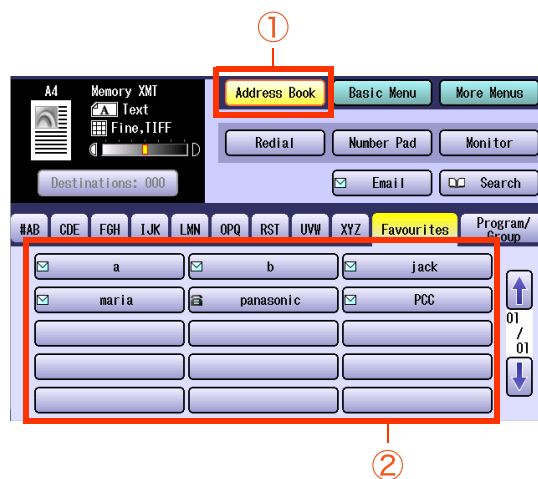 ①
A4 Memory XMT
A Text
Fine,TIFF
D
Destinations: 000
Address Book Basic Menu More Menus
Redial Number Pad Monitor
Email Search
#AB CDE FGH IJK LMN OPQ RST UVW XYZ Favourites Program/
Group
a b jack
maria panasonic PCC
01
/
01
②